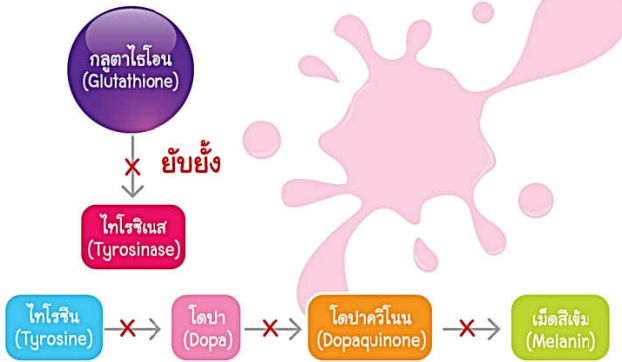 กลูตาไธโอน
(Glutathione)
ยับยั้ง
ไทโรซิเนส
(Tyrosinase)
ไทโรซีน
(Tyrosine)
โดปา
(Dopa)
โดปาควิโนน
(Dopaquinone)
เม็ดสีเข้ม
(Melanin)